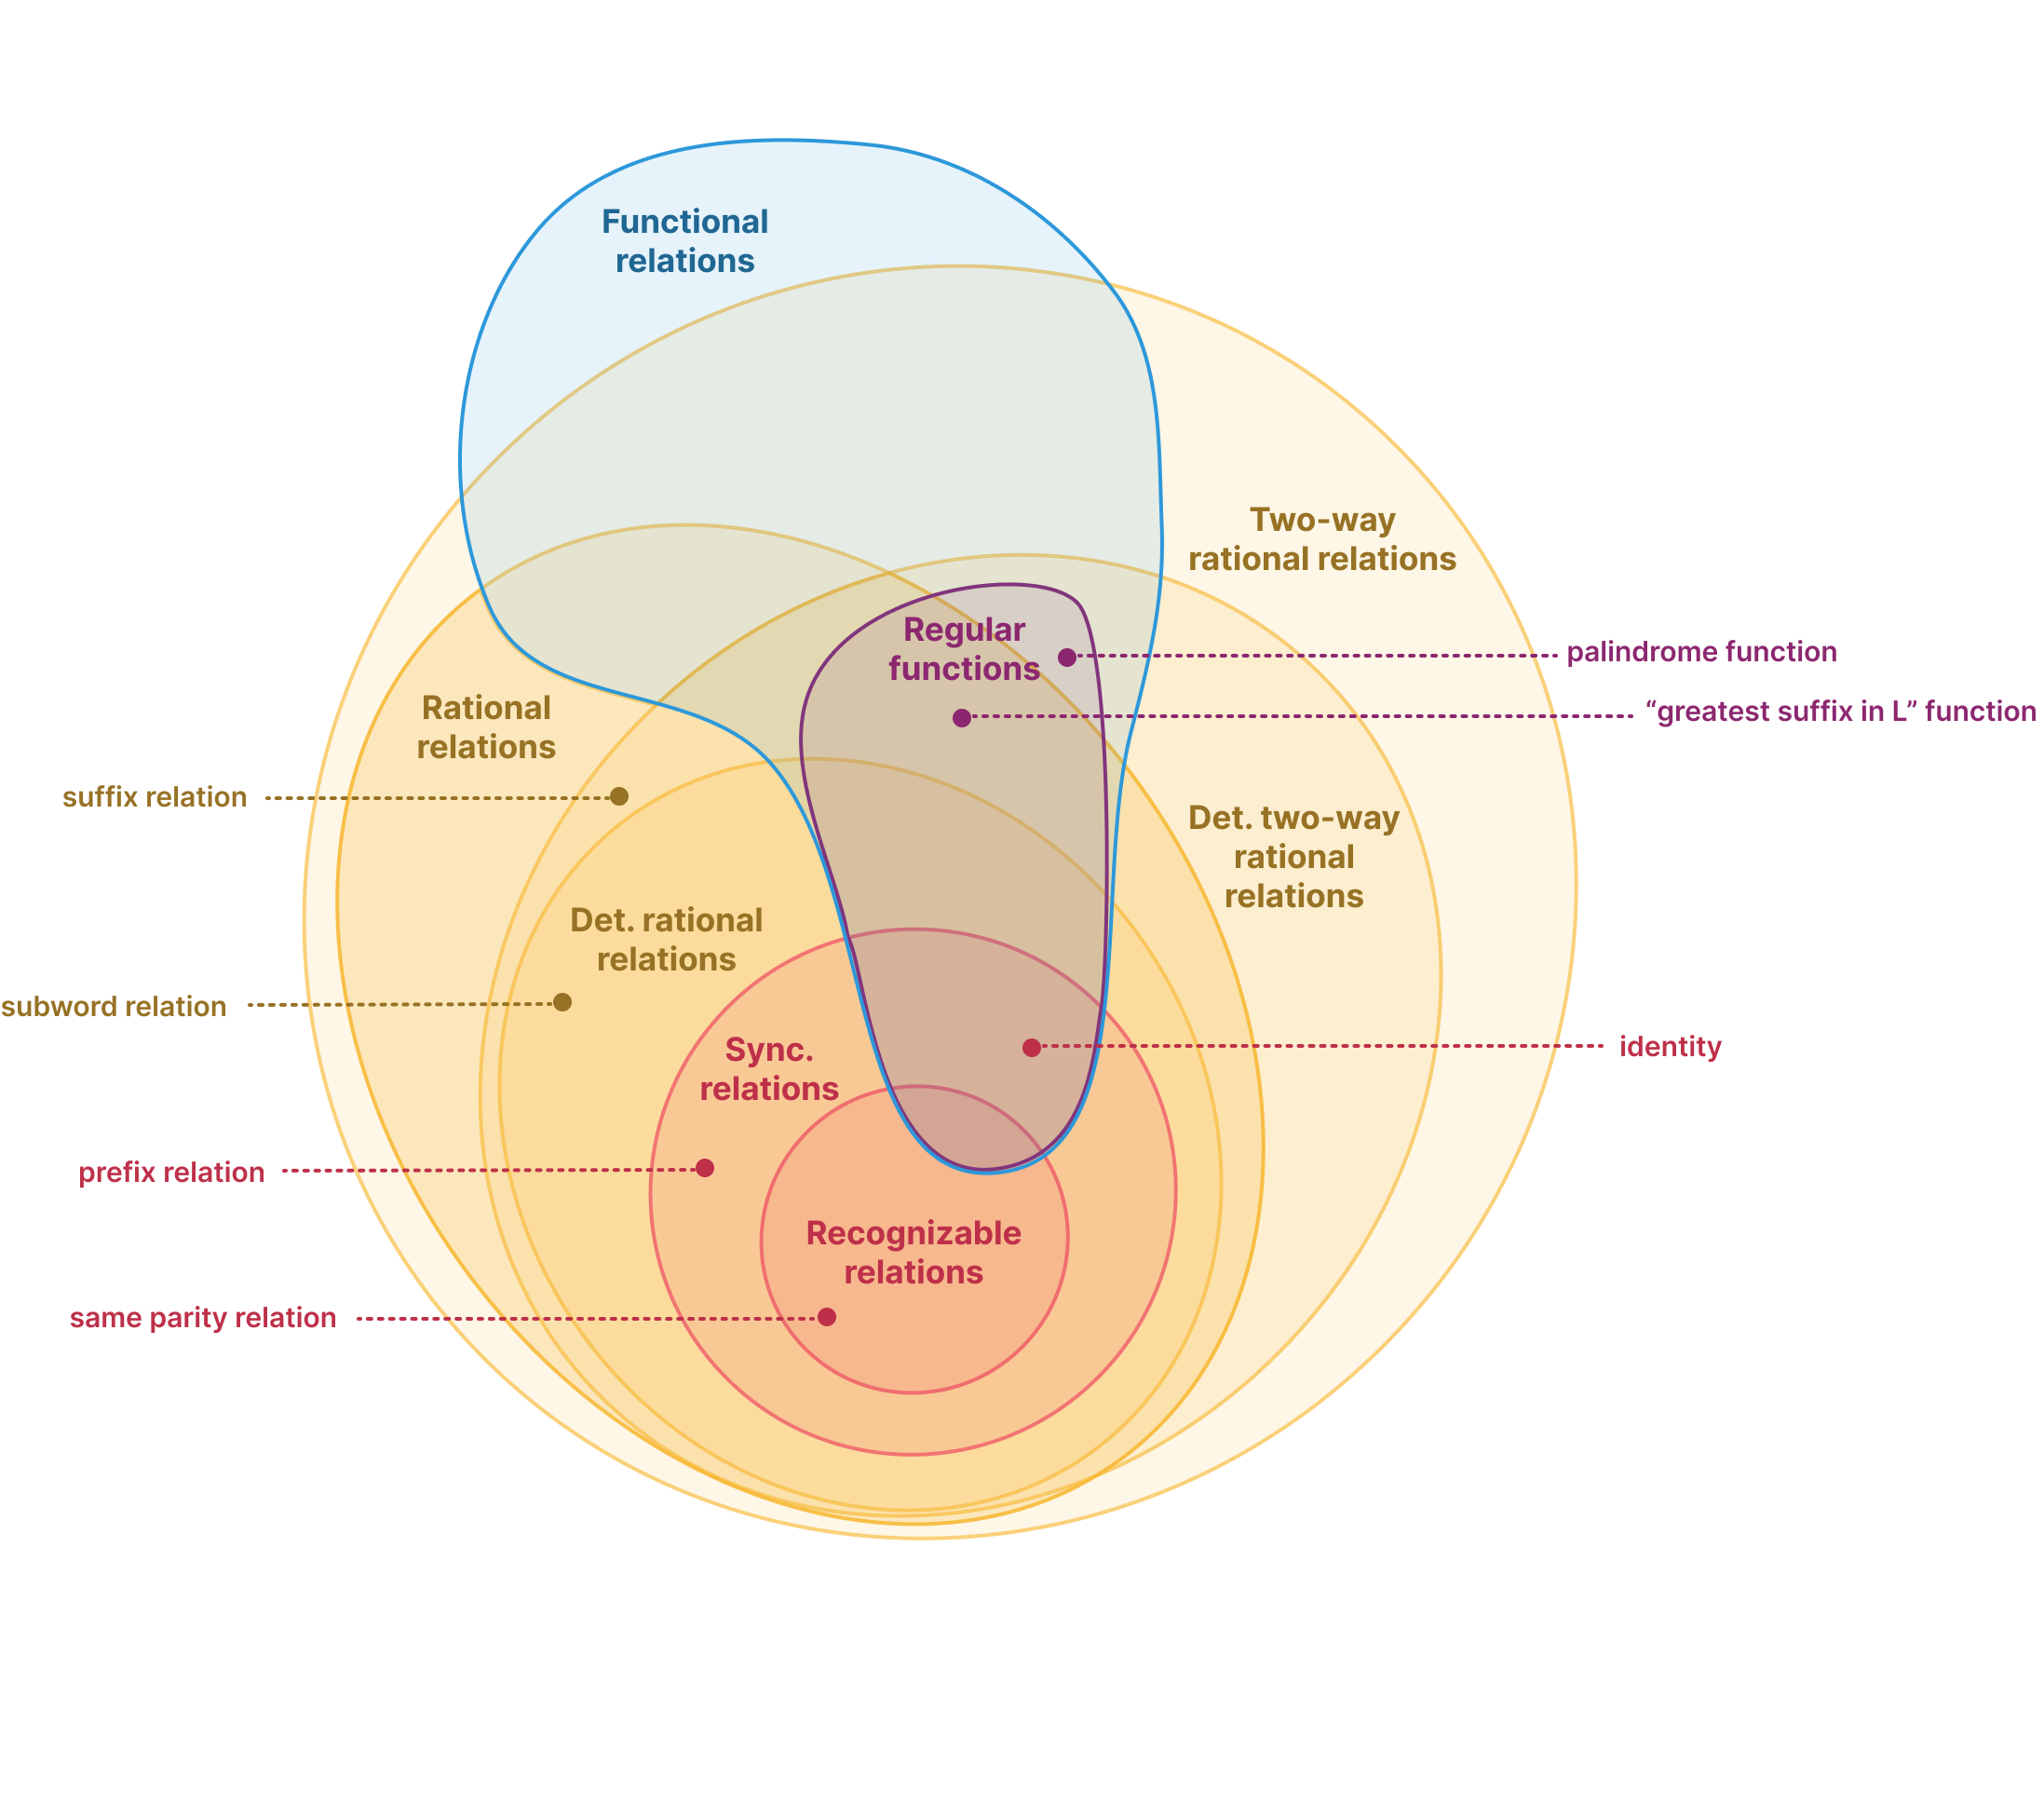 Functional
relations
Two-way
rational relations
Regular
functions
palindrome function
“greatest suffix in L” function
Rational
relations
suffix relation
Det. two-way
rational
relations
Det. rational
relations
subword relation
Sync.
relations
identity
prefix relation
Recognizable
relations
same parity relation